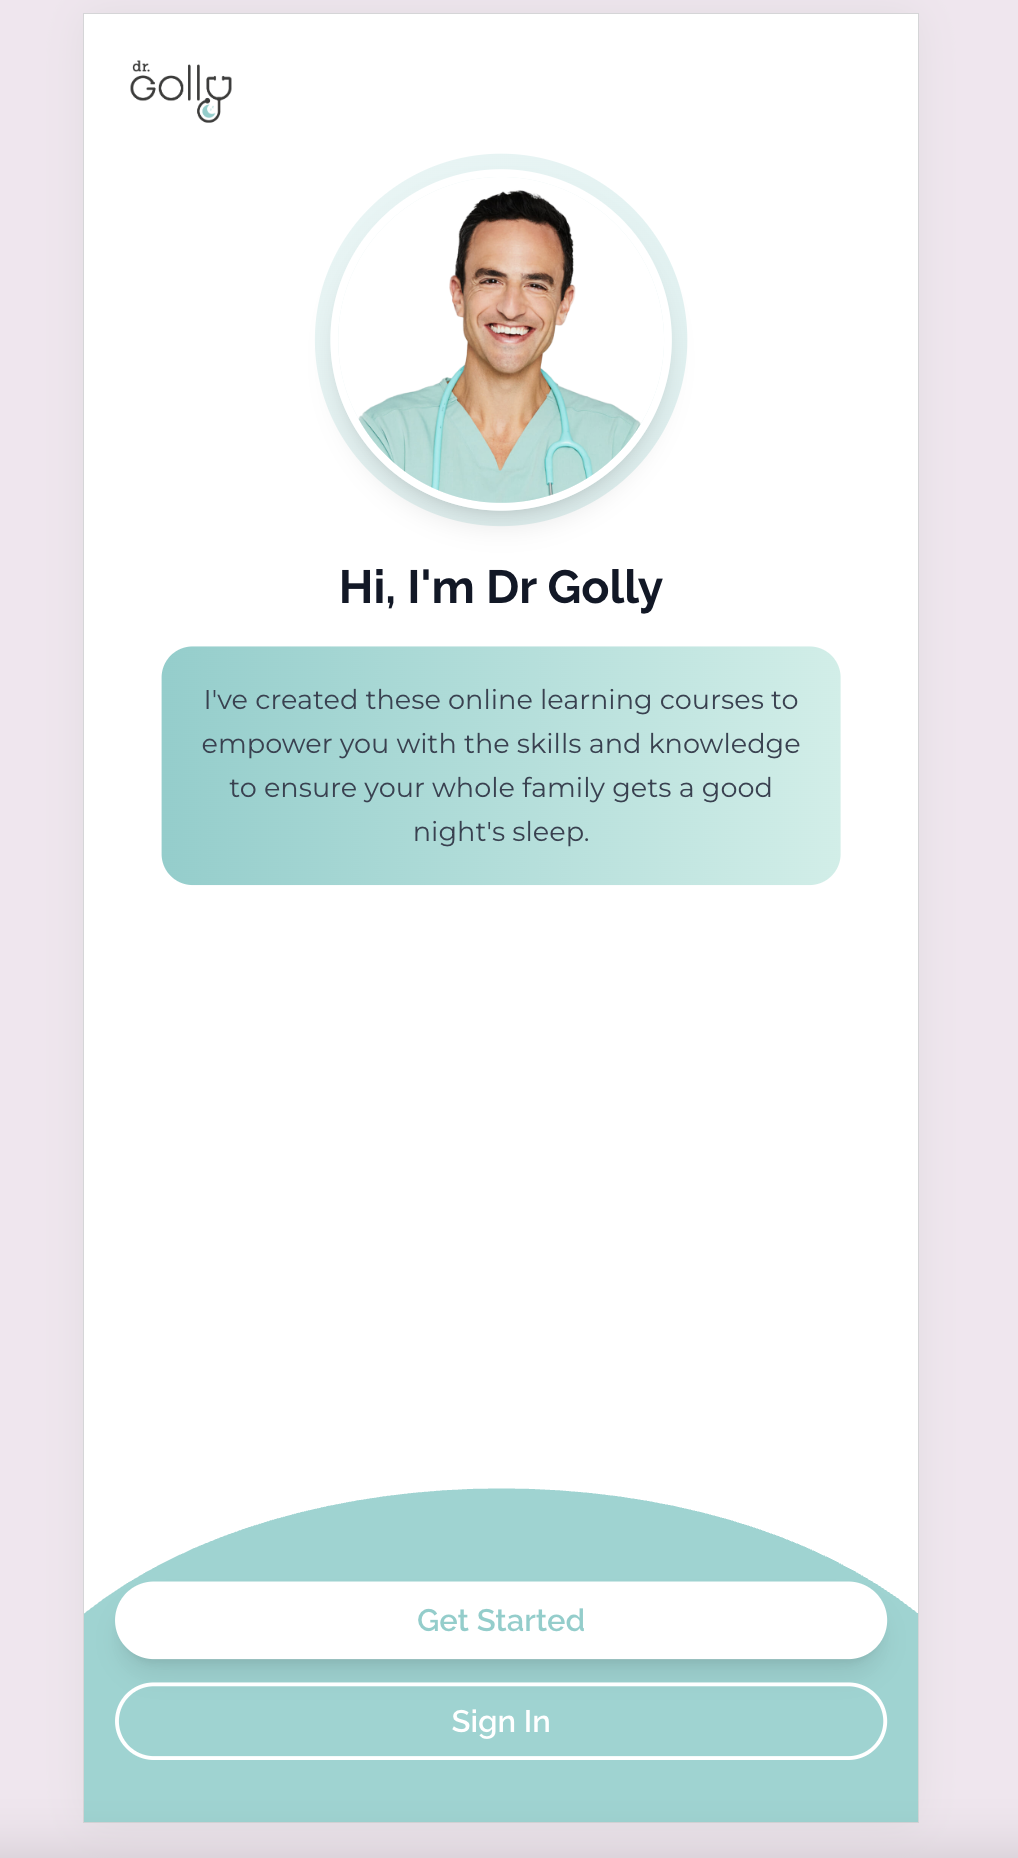 dr.
Golly
Hi, I'm Dr Golly
I've created these online learning courses to
empower you with the skills and knowledge
to ensure your whole family gets a good
night's sleep.
Get Started
Sign In